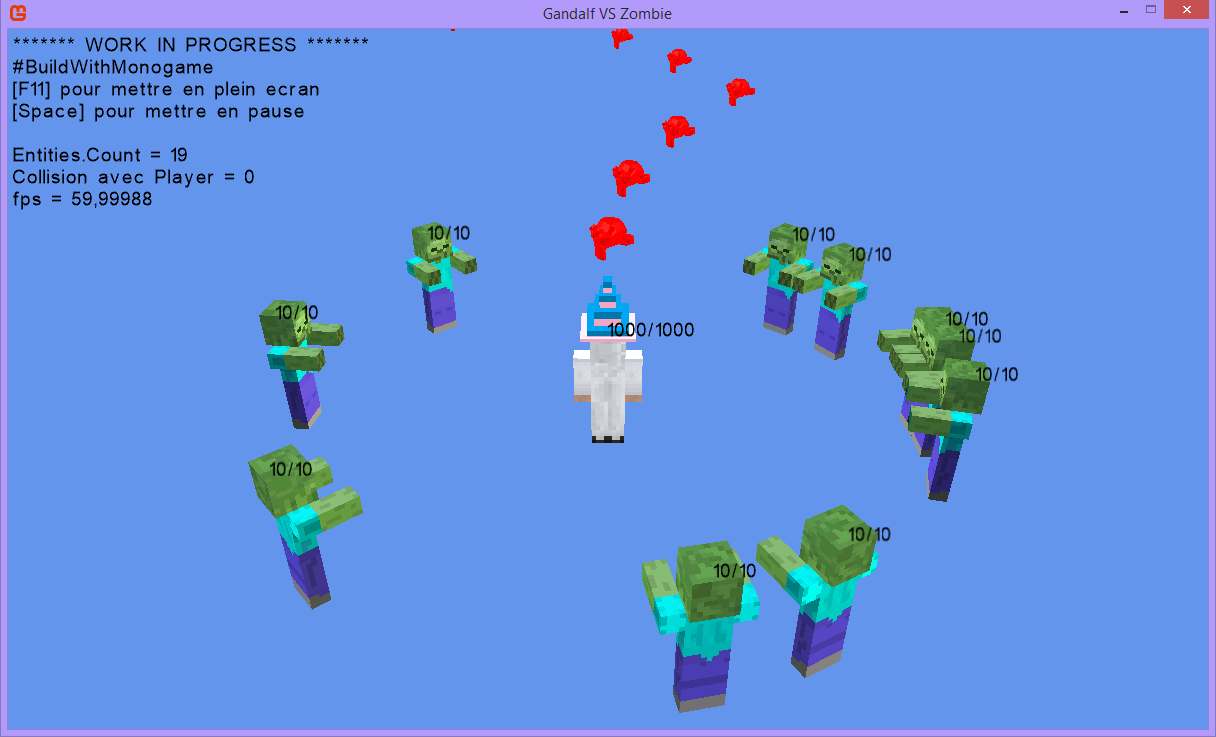 Gandalf VS Zombie
******* WORK IN PROGRESS *******
#BuildWithMonogame
[F11] pour mettre en plein ecran
[Space] pour mettre en pause
Entities.Count = 19
Collision avec Player = 0
fps = 59,99988
10/10
10/10
10/10
10/10
10/10
10/10
1000/1000
10/10
10/10
10/10
10/10
10/10